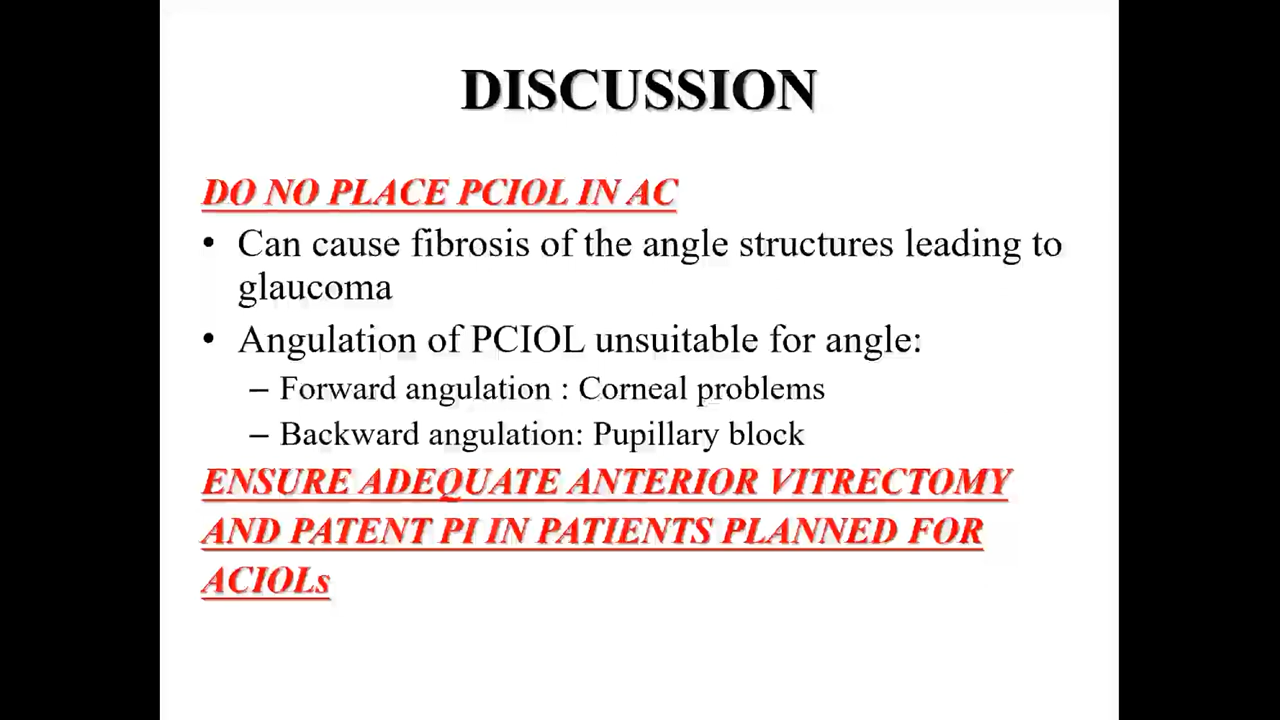 DISCUSSION
DO NO PLACE PCIOL IN AC
• Can cause fibrosis of the angle structures leading to
glaucoma
• Angulation of PCIOL unsuitable for angle:
– Forward angulation : Corneal problems
– Backward angulation: Pupillary block
ENSURE ADEQUATE ANTERIOR VITRECTOMY
AND PATENT PI IN PATIENTS PLANNED FOR
ACIOLs